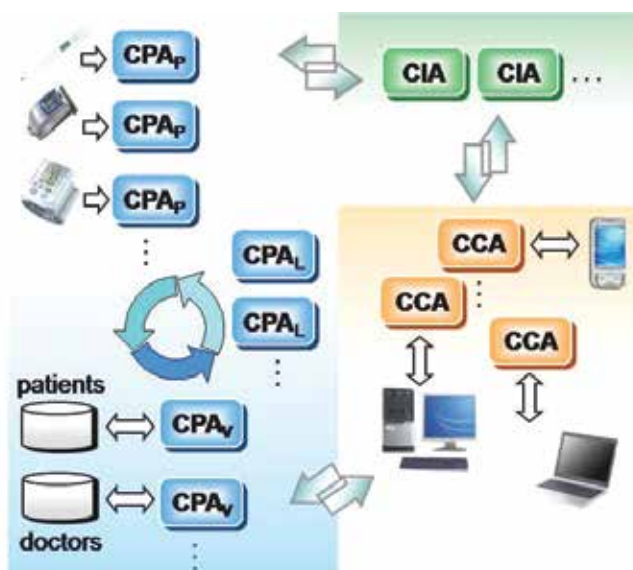 CPAP
CIA CIA ...
CPAP
CPAP
CCA
CPAL
CCA
CPAL
CCA
patients
CPAV
CPAV
doctors